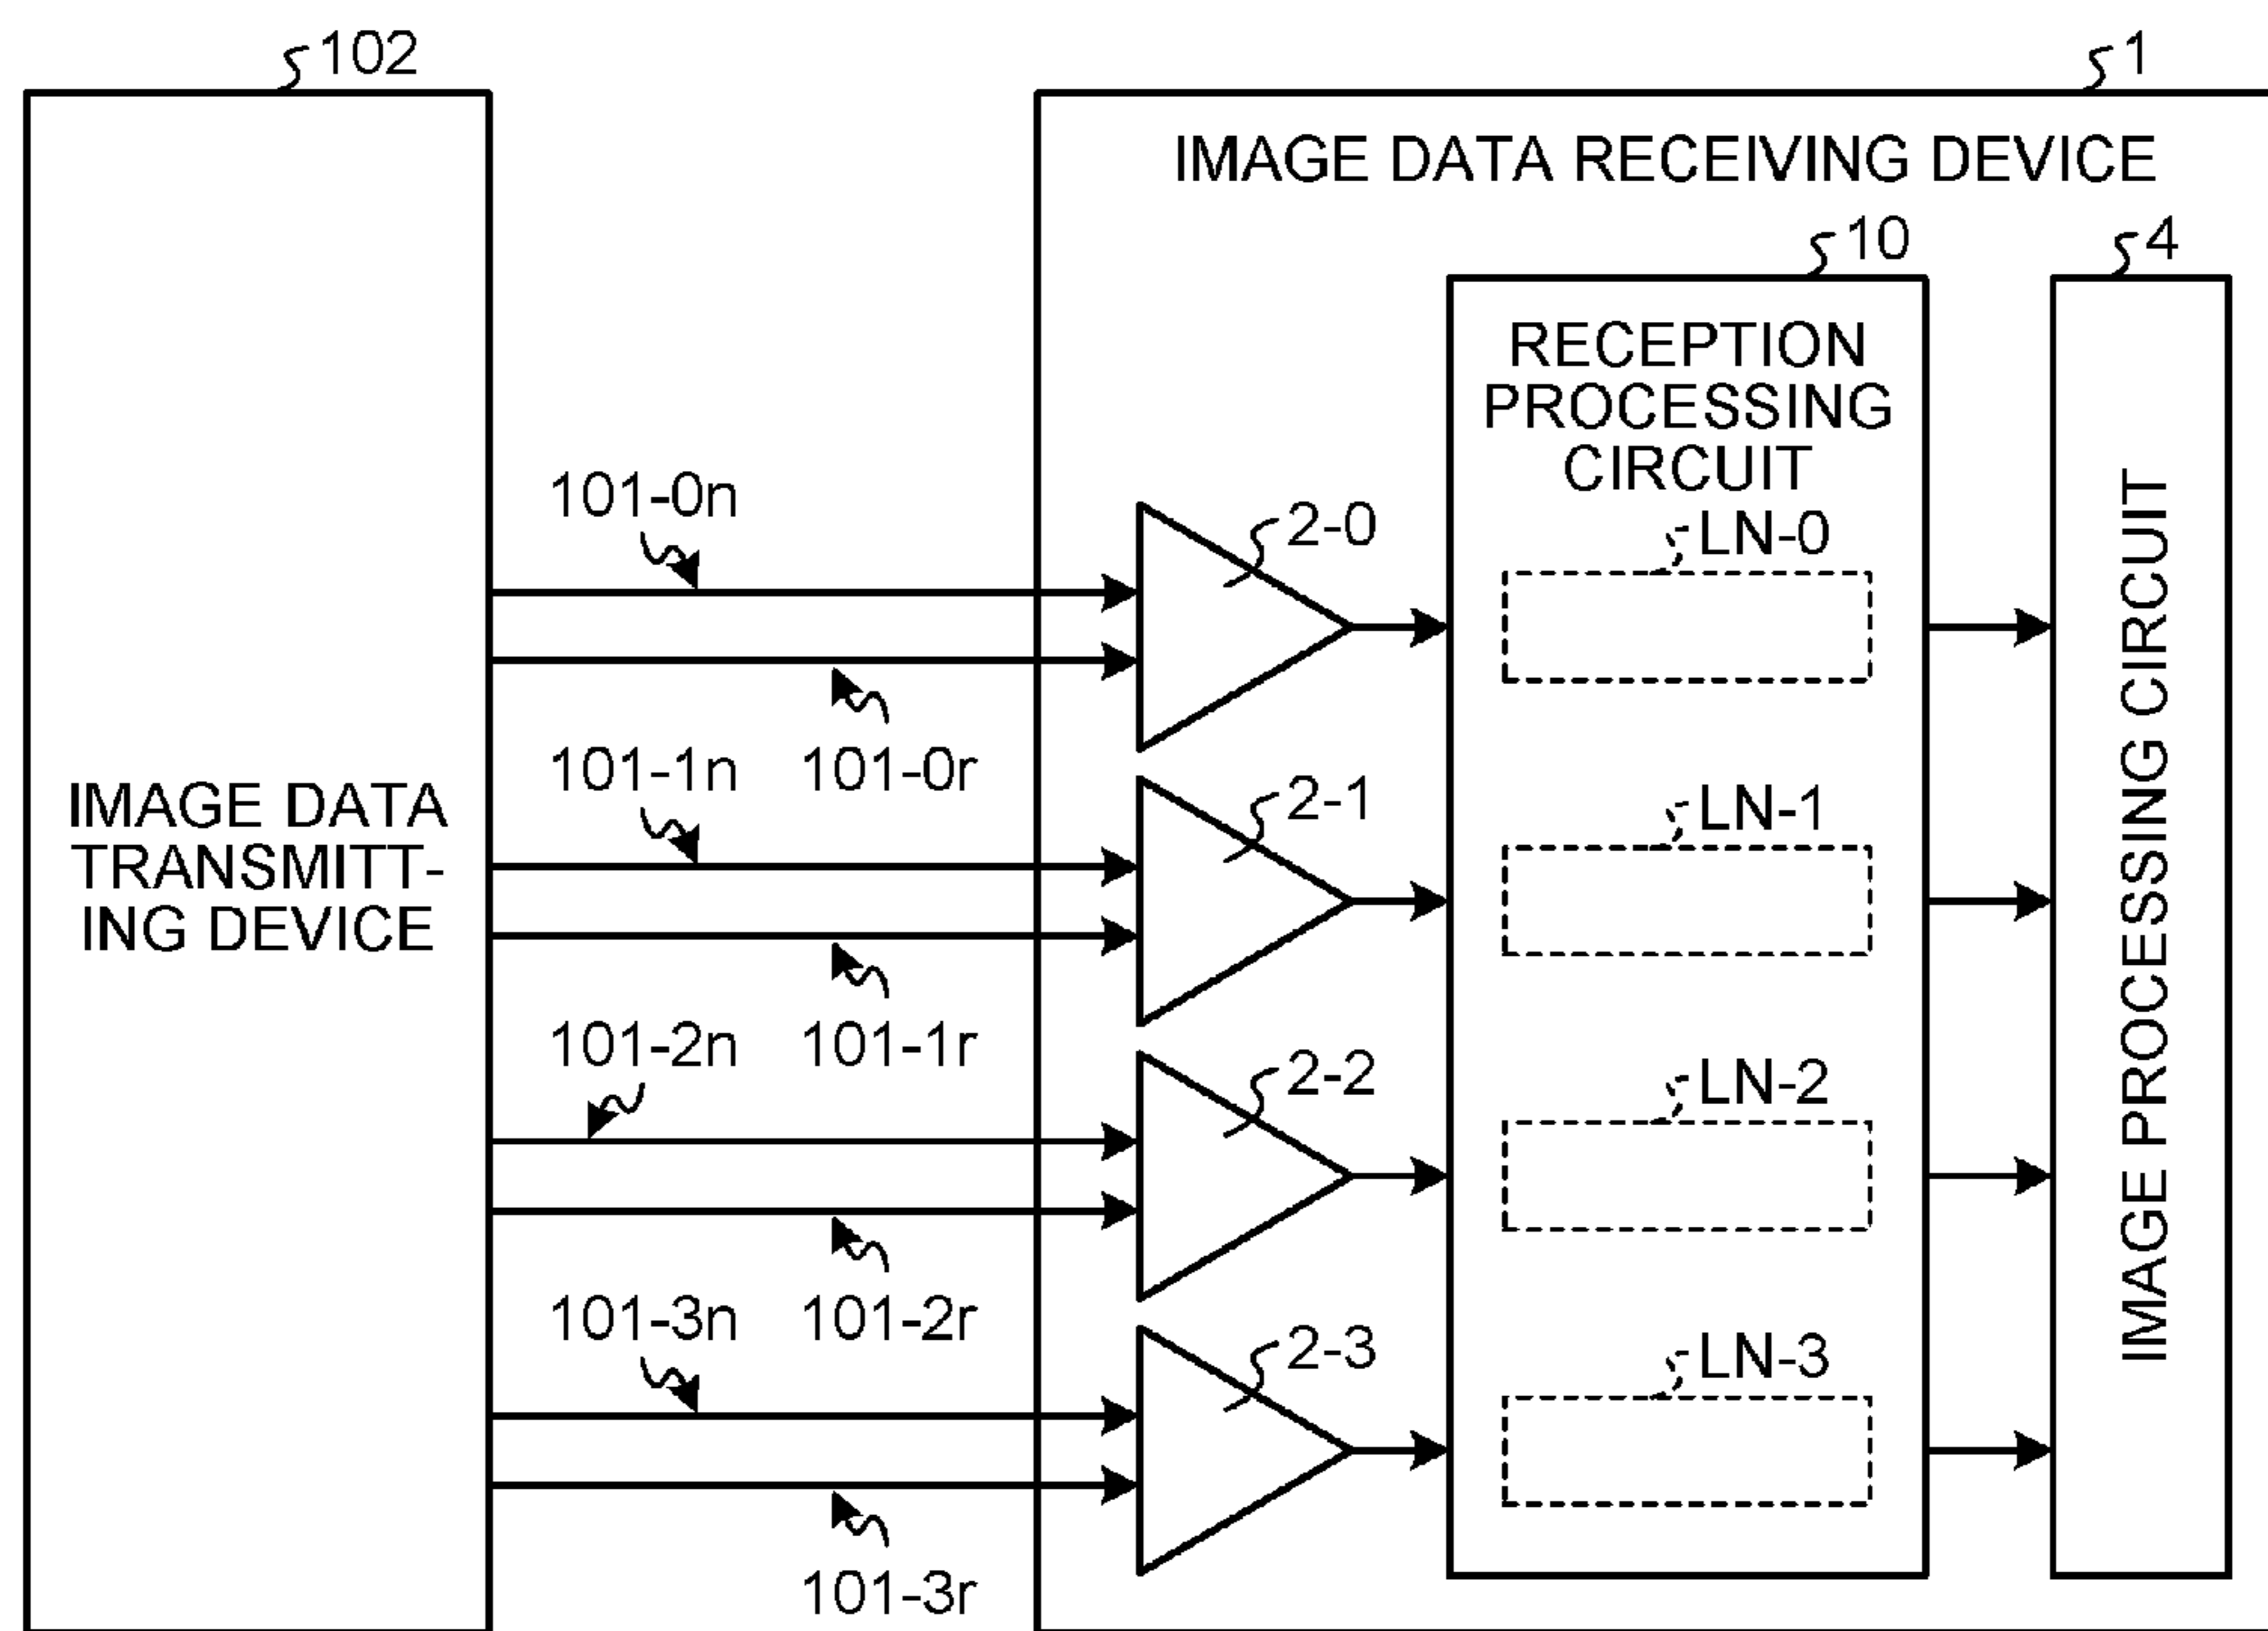 102
1
IMAGE DATA RECEIVING DEVICE
10
4
RECEPTION
PROCESSING
CIRCUIT
101-0n
2-0
LN-0
101-1n
101-0r
2-1
LN-1
IMAGE DATA
TRANSMITT-
ING DEVICE
101-2n
101-1r
2-2
LN-2
101-3n
101-2r
2-3
LN-3
101-3r
IMAGE PROCESSING CIRCUIT